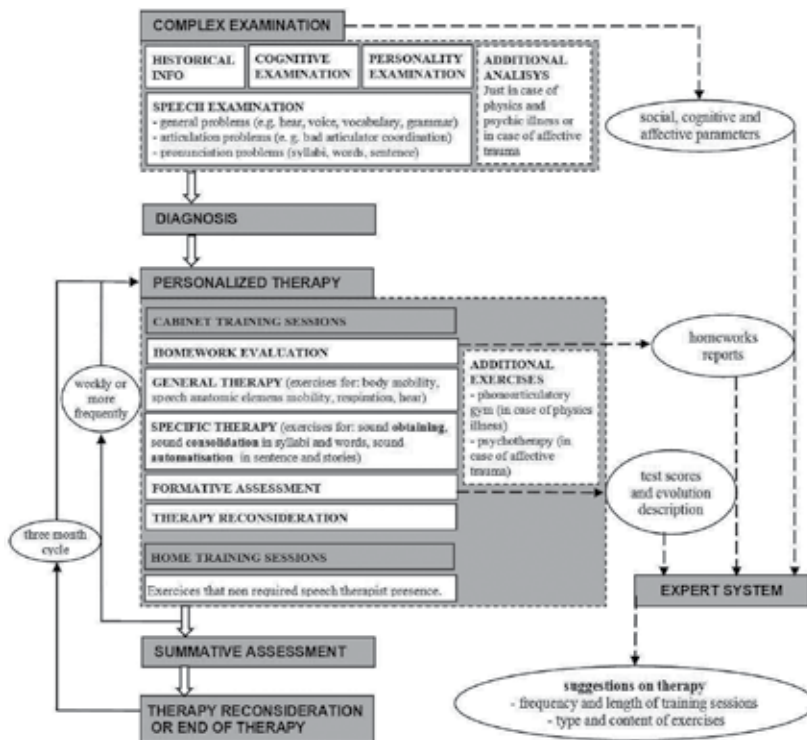 COMPLEX EXAMINATION
HISTORICAL
INFO
COGNITIVE
EXAMINATION
PERSONALITY
EXAMINATION
ADDITIONAL
ANALISYS
Just in case of
physics and
psychic illness or
in case of affective
trauma
SPEECH EXAMINATION
- general problems (e.g. hear, voice, vocabulary, grammar)
- articulation problems (e. g. bad articulator coordination)
- pronunciation problems (syllabi, words, sentence)
social, cognitive and
affective parameters
DIAGNOSIS
PERSONALIZED THERAPY
CABINET TRAINING SESSIONS
HOMEWORK EVALUATION
GENERAL THERAPY (exercises for: body mobility,
speech anatomic elemens mobility, respiration, hear)
SPECIFIC THERAPY (exercises for: sound obtaining,
sound consolidation in syllabi and words, sound
automatisation in sentence and stories)
FORMATIVE ASSESSMENT
THERAPY RECONSIDERATION
HOME TRAINING SESSIONS
Exercices that non required speech therapist presence.
ADDITIONAL
EXERCISES
- phonoarticulatory
gym (in case of physics
illness)
- psychotherapy (in
case of affective
trauma)
homeworks
reports
test scores
and evolution
description
weekly or
more
frequently
three month
cycle
EXPERT SYSTEM
SUMMATIVE ASSESSMENT
THERAPY RECONSIDERATION
OR END OF THERAPY
suggestions on therapy
- frequency and length of training sessions
- type and content of exercises